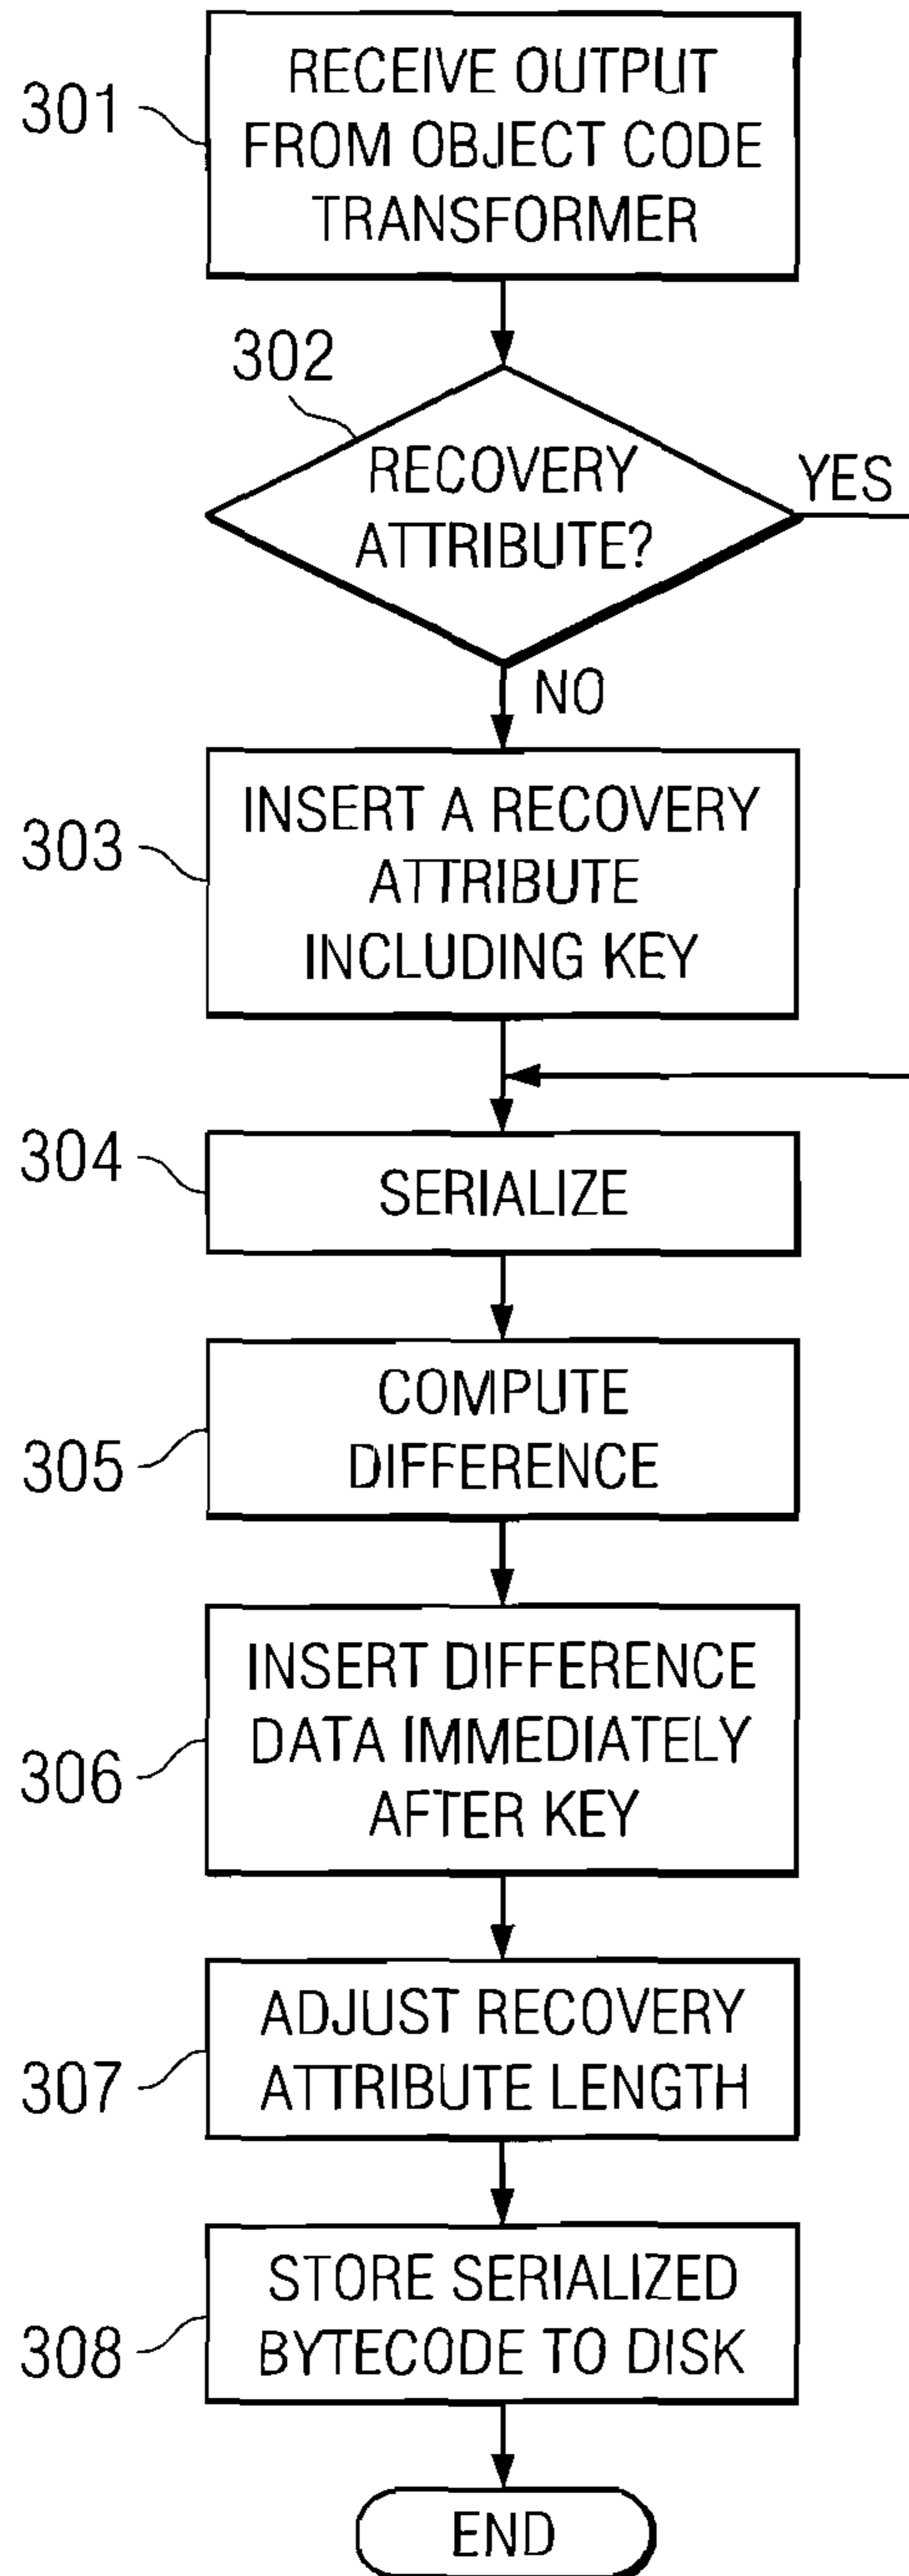 301
RECEIVE OUTPUT
FROM OBJECT CODE
TRANSFORMER
302
RECOVERY
ATTRIBUTE?
YES
NO
303
INSERT A RECOVERY
ATTRIBUTE
INCLUDING KEY
304
SERIALIZE
305
COMPUTE
DIFFERENCE
306
INSERT DIFFERENCE
DATA IMMEDIATELY
AFTER KEY
307
ADJUST RECOVERY
ATTRIBUTE LENGTH
308
STORE SERIALIZED
BYTECODE TO DISK
END